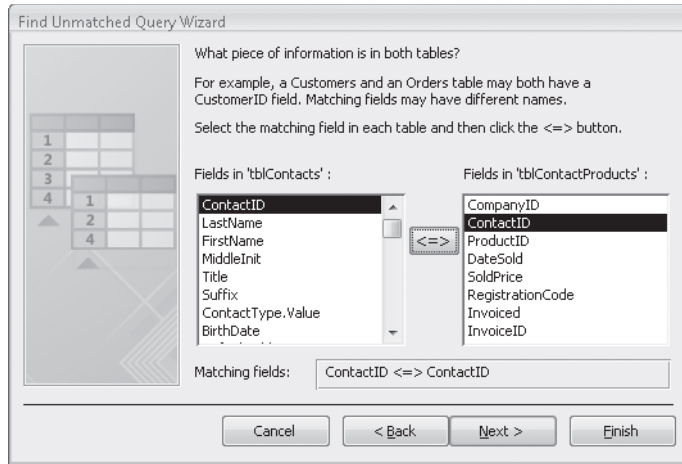 Find Unmatched Query Wizard
What piece of information is in both tables?
For example, a Customers and an Orders table may both have a
CustomerID field. Matching fields may have different names.
Select the matching field in each table and then click the <=> button.
1
2
3
4
1
2
4
Fields in 'tblContacts' :
ContactID
LastName
FirstName
MiddleInit
Title
Suffix
ContactType.Value
BirthDate
<=>
Fields in 'tblContactProducts' :
CompanyID
ContactID
ProductID
DateSold
SoldPrice
RegistrationCode
Invoiced
InvoiceID
Matching fields: ContactID <=> ContactID
Cancel < Back Next > Finish